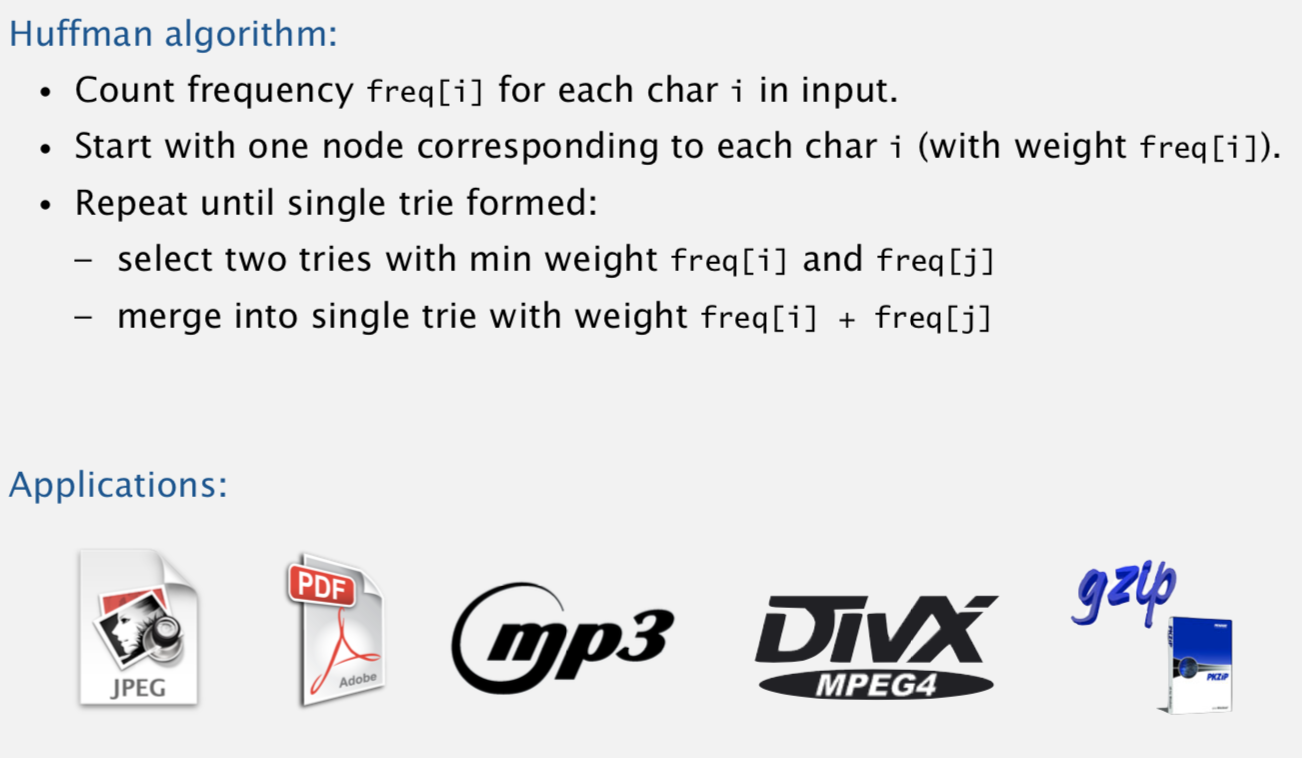 Huffman algorithm:
• Count frequency freq[i] for each char i in input.
• Start with one node corresponding to each char i (with weight freq[i]).
• Repeat until single trie formed:
– select two tries with min weight freq[i] and freq[j]
– merge into single trie with weight freq[i] + freq[j]
Applications:
JPEG
PDF
Adobe
mp3
DivX
MPEG4
gzip
PKZIP